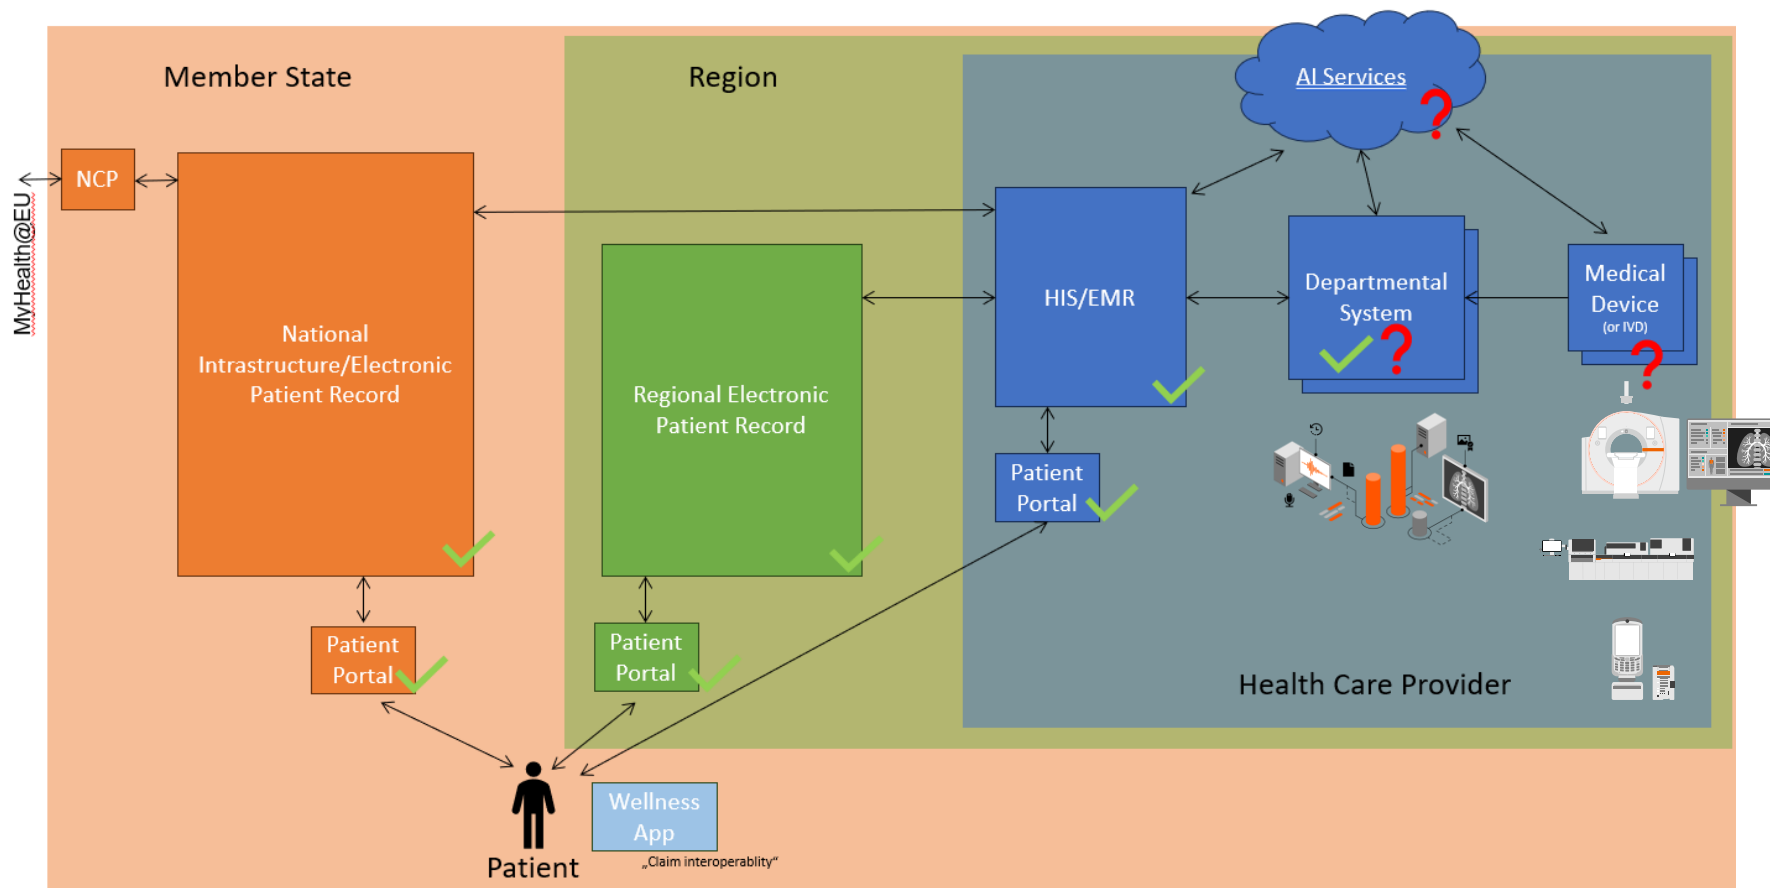 Member State
Region
AI Services
?
NCP
MyHealth@EU
National
Intrastructure/Electronic
Patient Record
Regional Electronic
Patient Record
HIS/EMR
Departmental
System
?
Medical
Device
(or IVD)
?
Patient
Portal
Patient
Portal
Patient
Portal
Health Care Provider
Wellness
App
„Claim interoperablity“
Patient